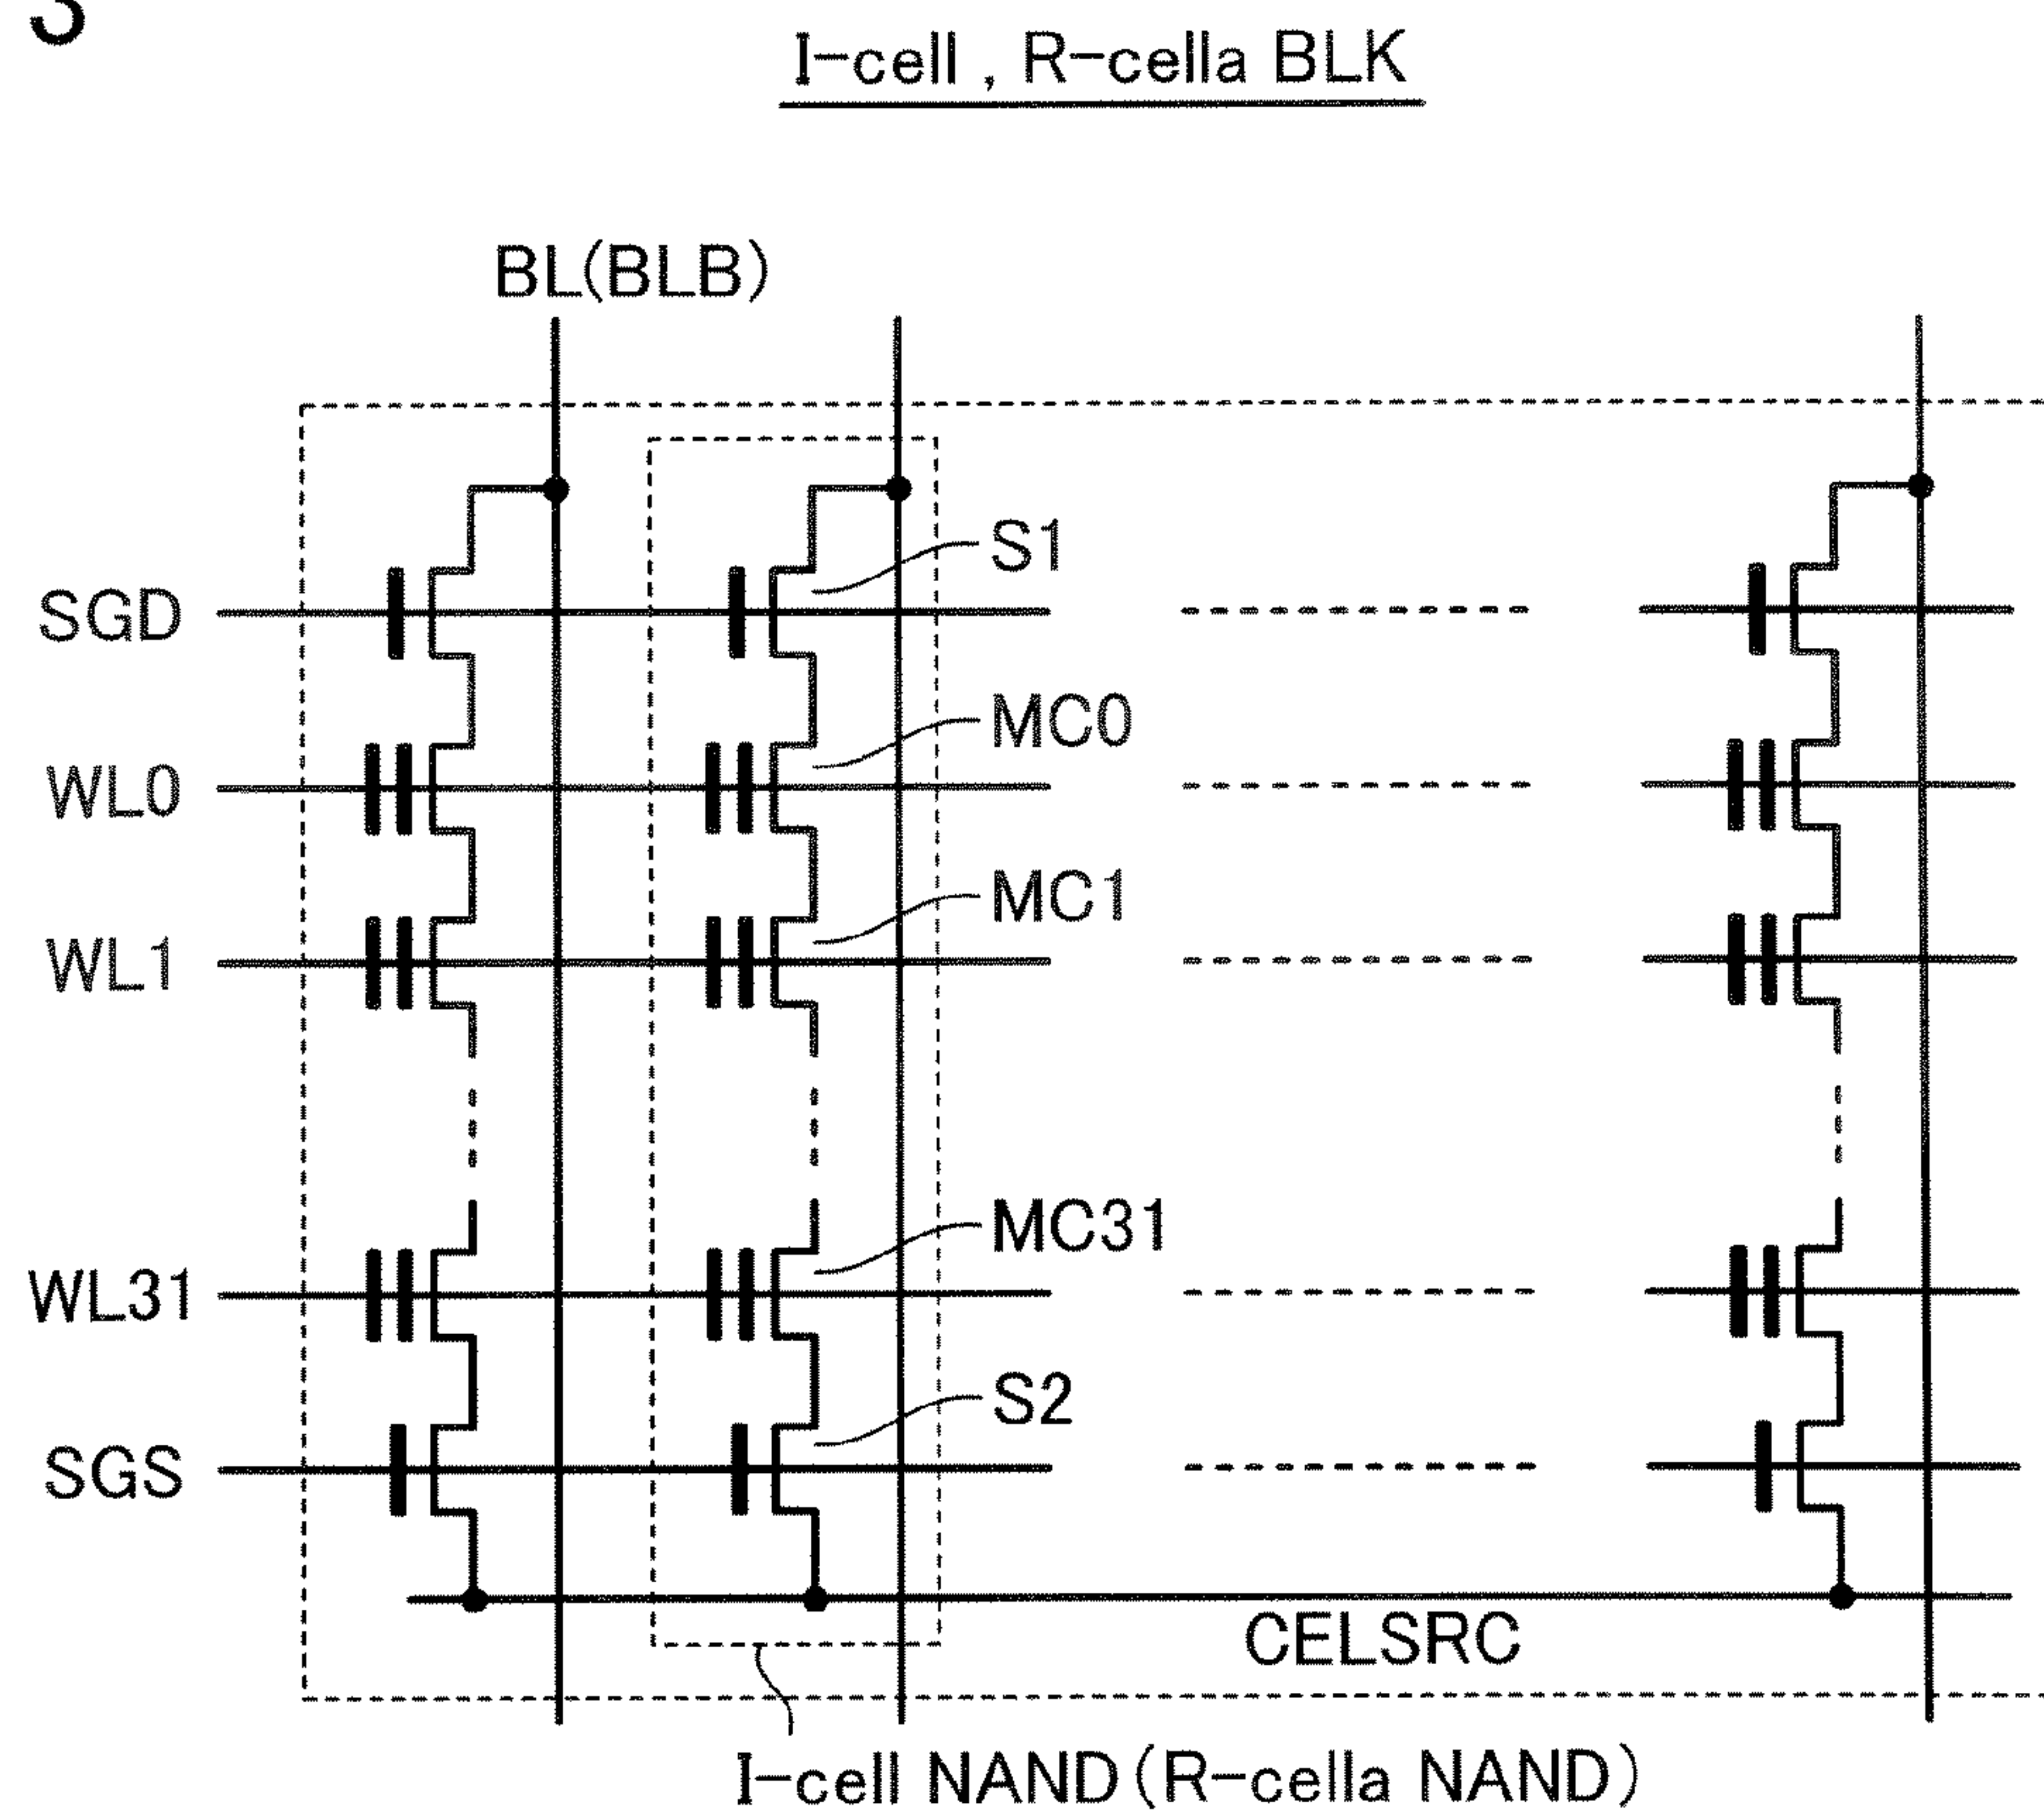 3
I-cell , R-cella BLK
BL(BLB)
S1
SGD
MC0
WL0
MC1
WL1
MC31
WL31
S2
SGS
CELSRC
I-cell NAND(R-cella NAND)